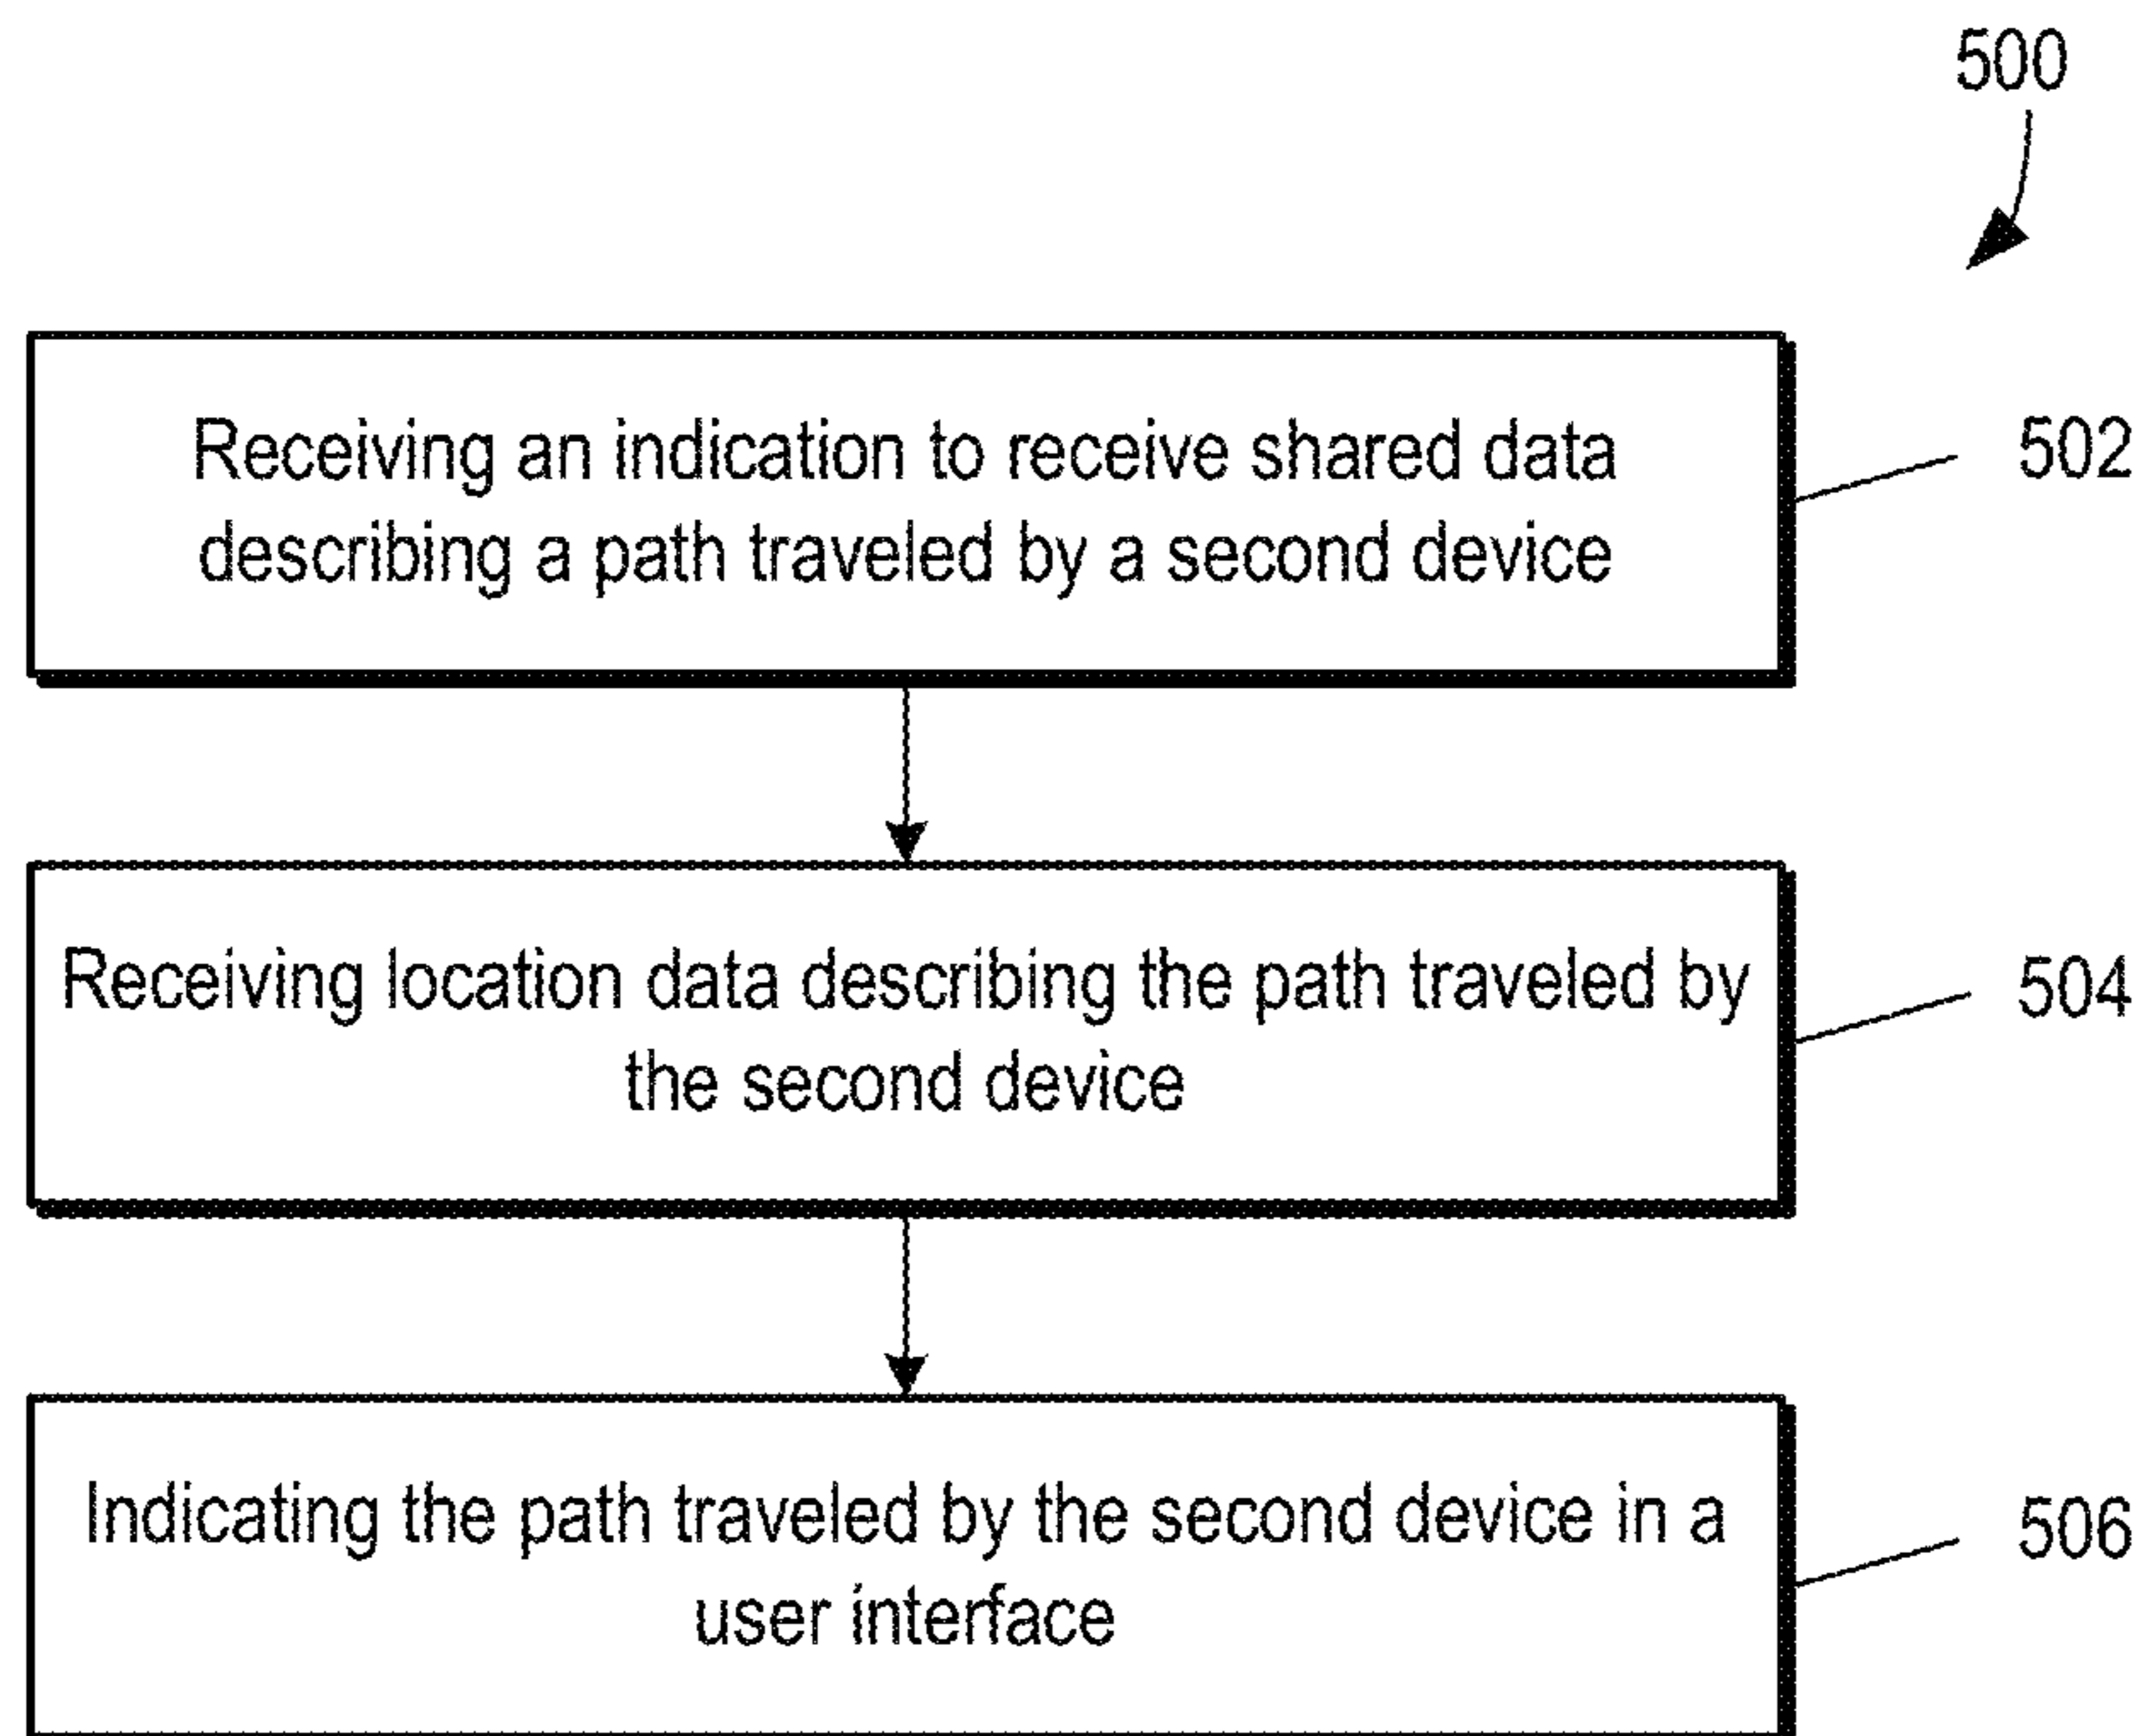 500
Receiving an indication to receive shared data
describing a path traveled by a second device
502
Receiving location data describing the path traveled by
the second device
504
Indicating the path traveled by the second device in a
user interface
506